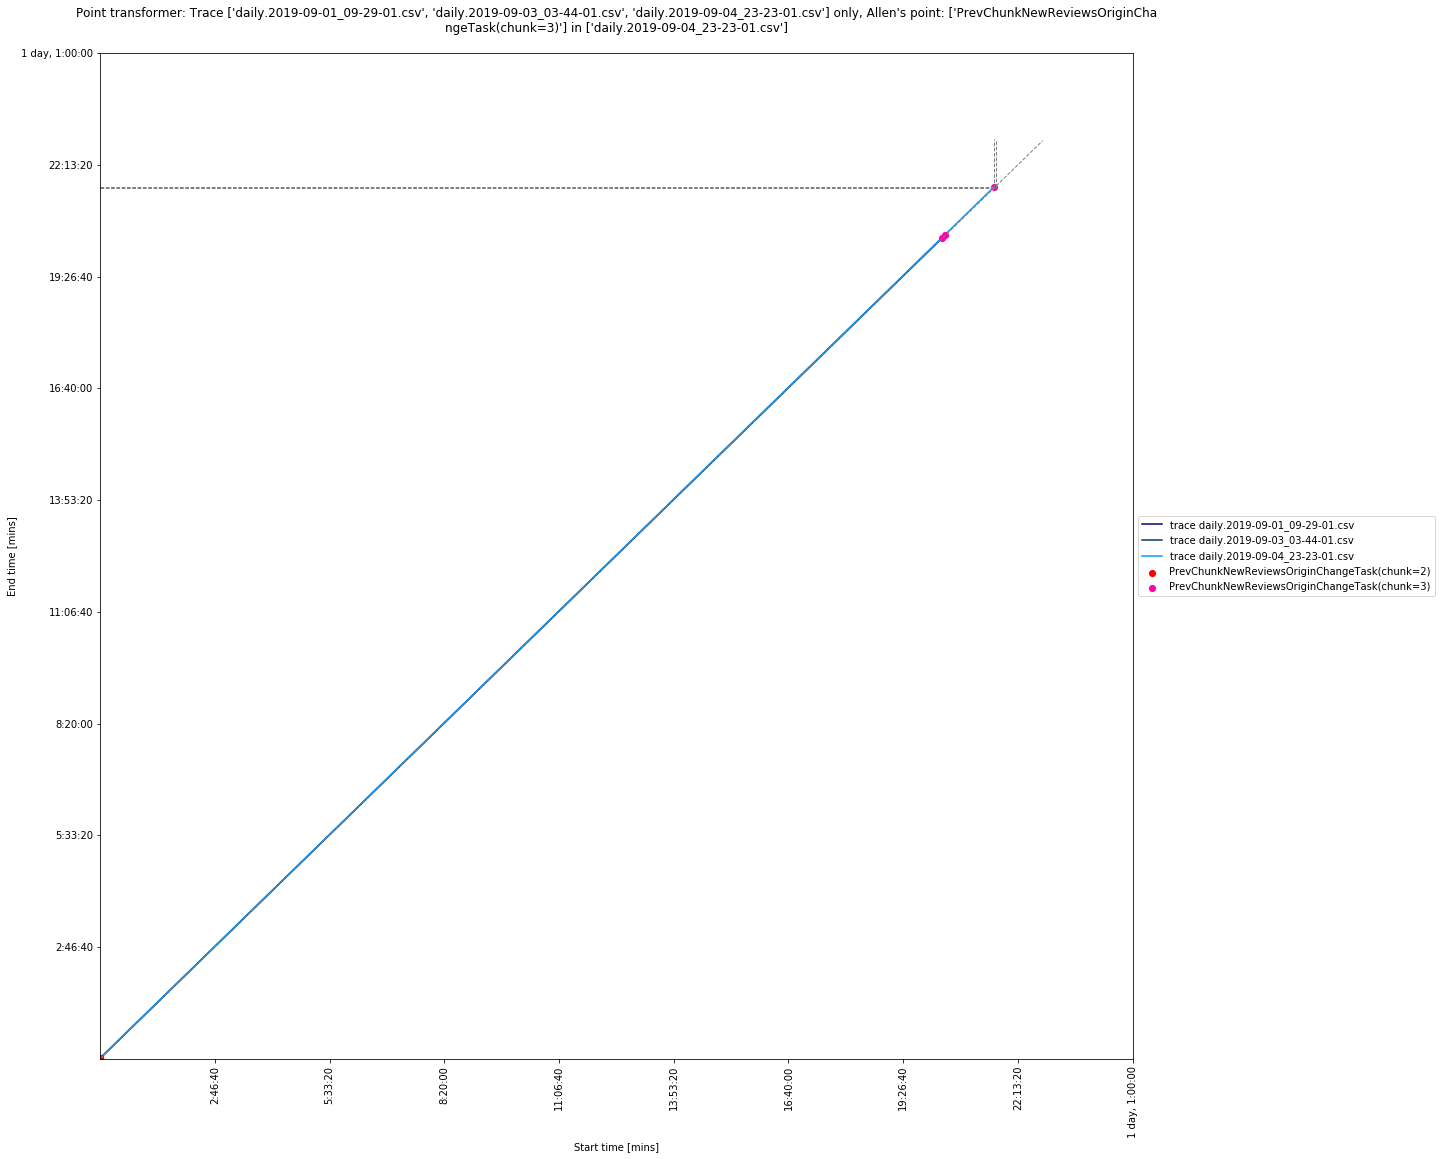 Point transformer: Trace ['daily.2019-09-01_09-29-01.csv', 'daily.2019-09-03_03-44-01.csv', 'daily.2019-09-04_23-23-01.csv'] only, Allen's point: ['PrevChunkNewReviewsOriginCha
ngeTask(chunk=3)'] in ['daily.2019-09-04_23-23-01.csv']
1 day, 1:00:00
22:13:20
19:26:40
16:40:00
13:53:20
11:06:40
8:20:00
5:33:20
2:46:40
End time [mins]
trace daily.2019-09-01_09-29-01.csv
trace daily.2019-09-03_03-44-01.csv
trace daily.2019-09-04_23-23-01.csv
PrevChunkNewReviewsOriginChangeTask(chunk=2)
PrevChunkNewReviewsOriginChangeTask(chunk=3)
2:46:40
5:33:20
8:20:00
11:06:40
13:53:20
16:40:00
19:26:40
22:13:20
1 day, 1:00:00
Start time [mins]